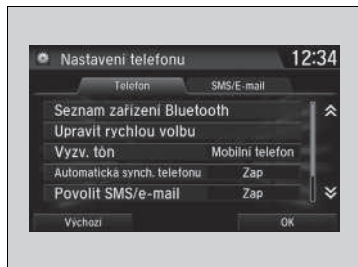 Nastavení telefonu 12:34
Telefon SMS/E-mail
Seznam zařízení Bluetooth
Upravit rychlou volbu
Vyzv. tón Mobilní telefon
Automatická synch. telefonu Zap
Povolit SMS/e-mail Zap
Výchozí OK